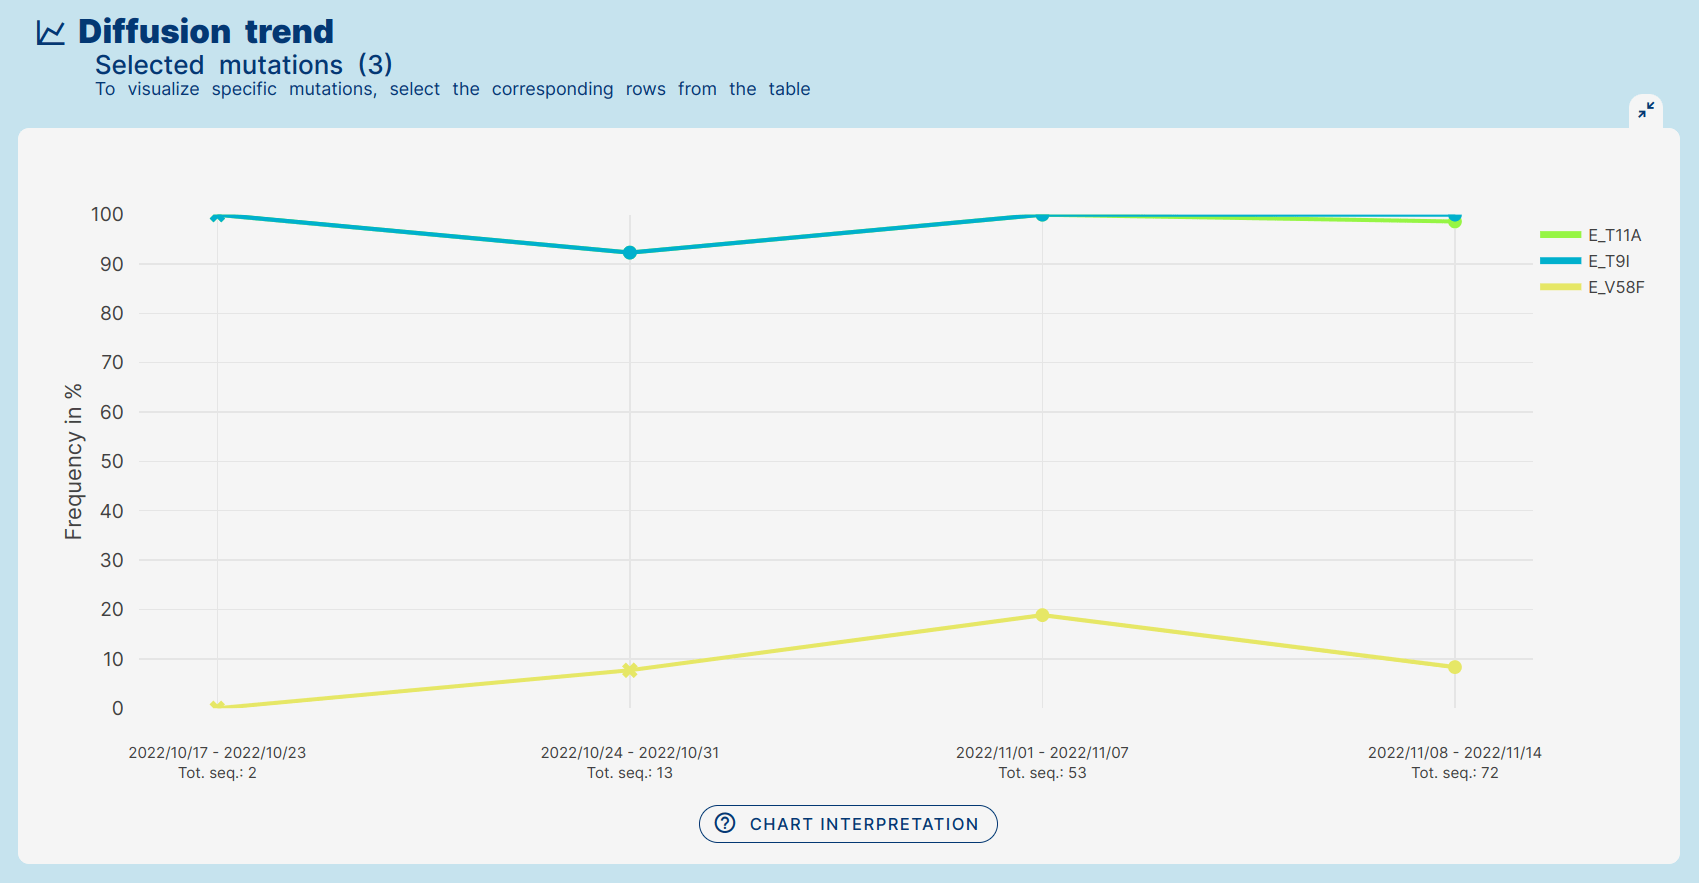 Diffusion trend
Selected mutations (3)
To visualize specific mutations, select the corresponding rows from the table
100
90
80
70
60
50
40
30
20
10
0
Frequency in %
E_T11A
E_T9I
E_V58F
2022/10/17 - 2022/10/23
Tot. seq.: 2
2022/10/24 - 2022/10/31
Tot. seq.: 13
2022/11/01 - 2022/11/07
Tot. seq.: 53
2022/11/08 - 2022/11/14
Tot. seq.: 72
CHART INTERPRETATION